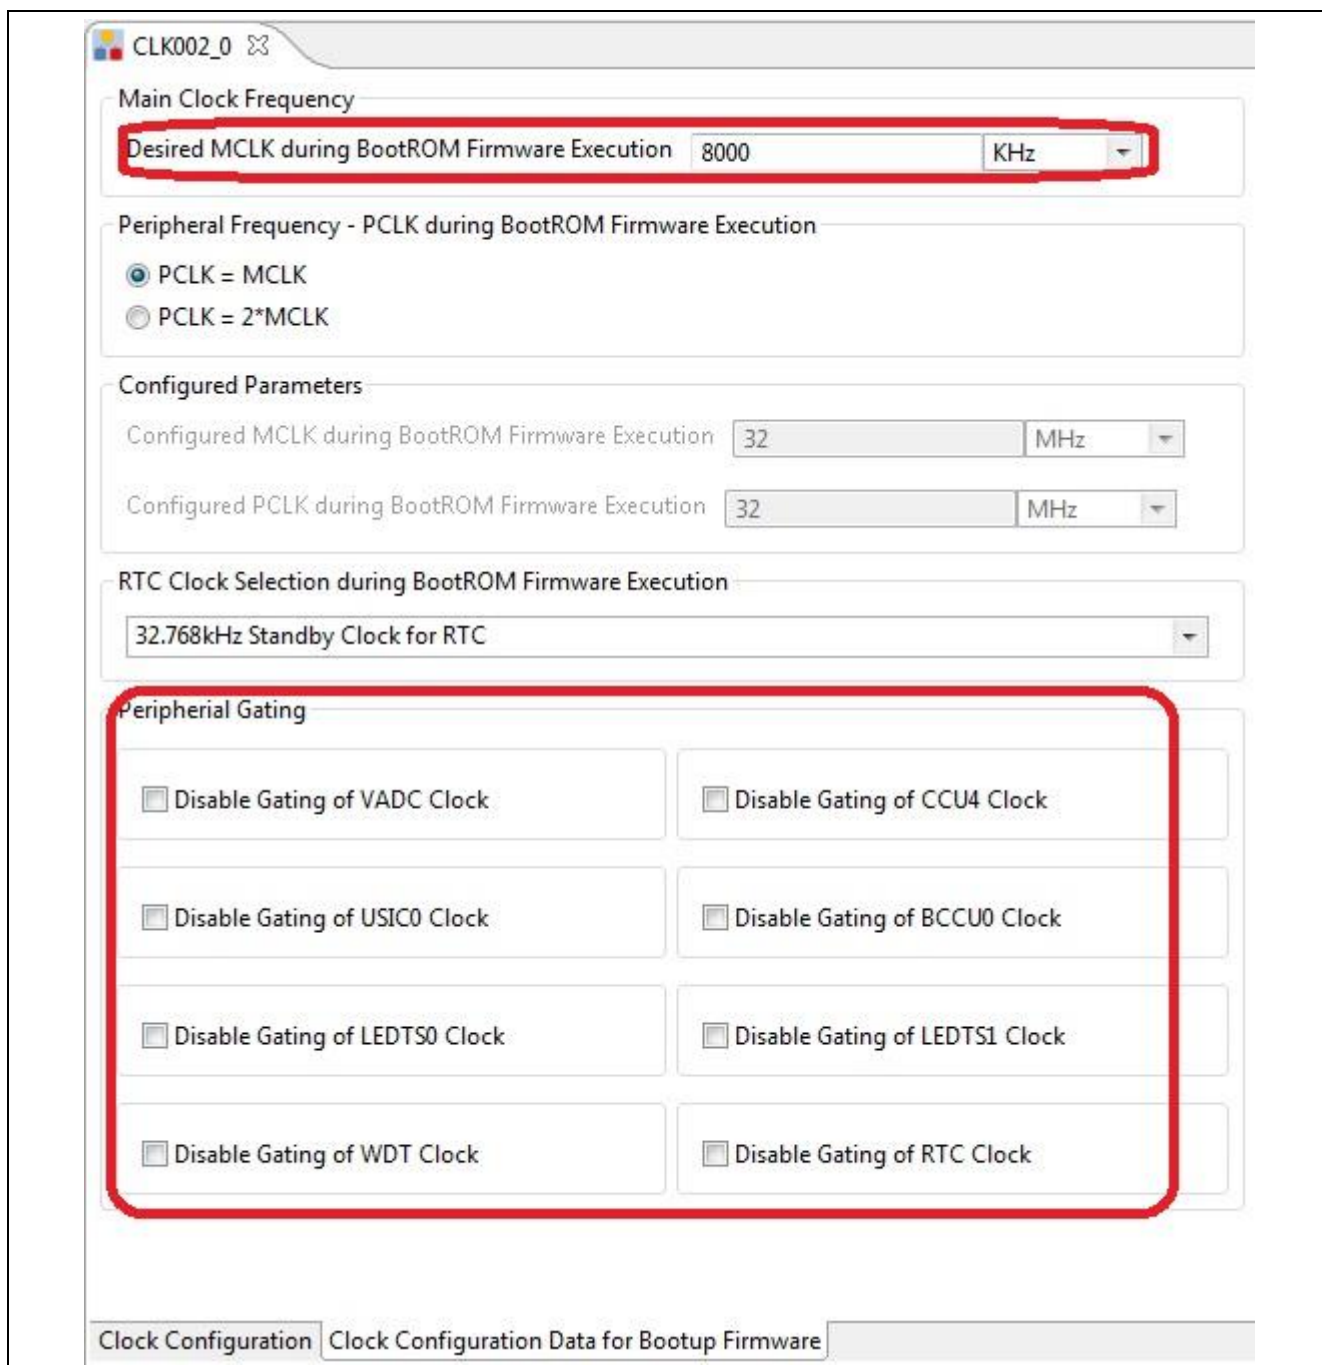 CLK002_0
Main Clock Frequency
Desired MCLK during BootROM Firmware Execution 8000 KHz
Peripheral Frequency - PCLK during BootROM Firmware Execution
PCLK = MCLK
PCLK = 2*MCLK
Configured Parameters
Configured MCLK during BootROM Firmware Execution 32 MHz
Configured PCLK during BootROM Firmware Execution 32 MHz
RTC Clock Selection during BootROM Firmware Execution
32.768kHz Standby Clock for RTC
Peripherial Gating
Disable Gating of VADC Clock Disable Gating of CCU4 Clock
Disable Gating of USIC0 Clock Disable Gating of BCCU0 Clock
Disable Gating of LEDTS0 Clock Disable Gating of LEDTS1 Clock
Disable Gating of WDT Clock Disable Gating of RTC Clock
Clock Configuration Clock Configuration Data for Bootup Firmware